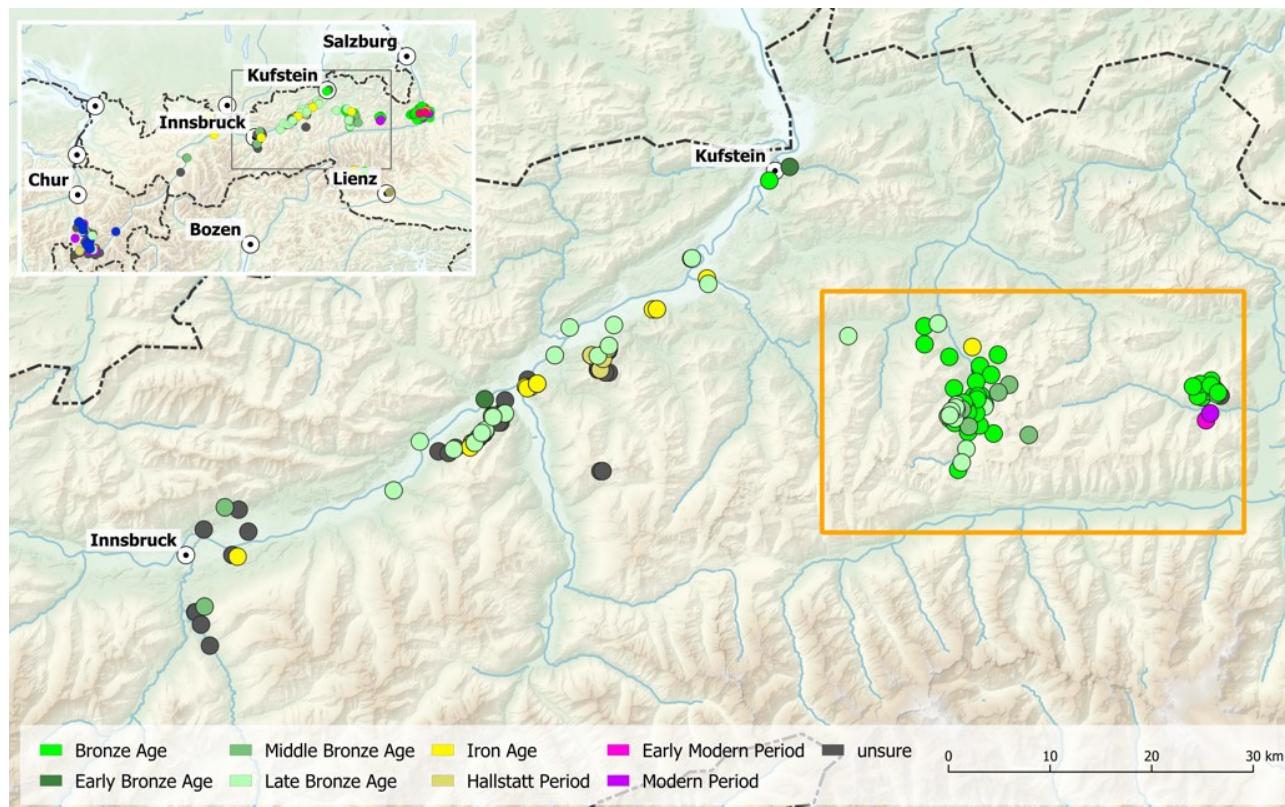 Salzburg
Kufstein
Innsbruck
Chur
Lienz
Bozen
Kufstein
Innsbruck
Bronze Age
Middle Bronze Age
Iron Age
Early Modern Period
unsure
Early Bronze Age
Late Bronze Age
Hallstatt Period
Modern Period
0 10 20 30 km